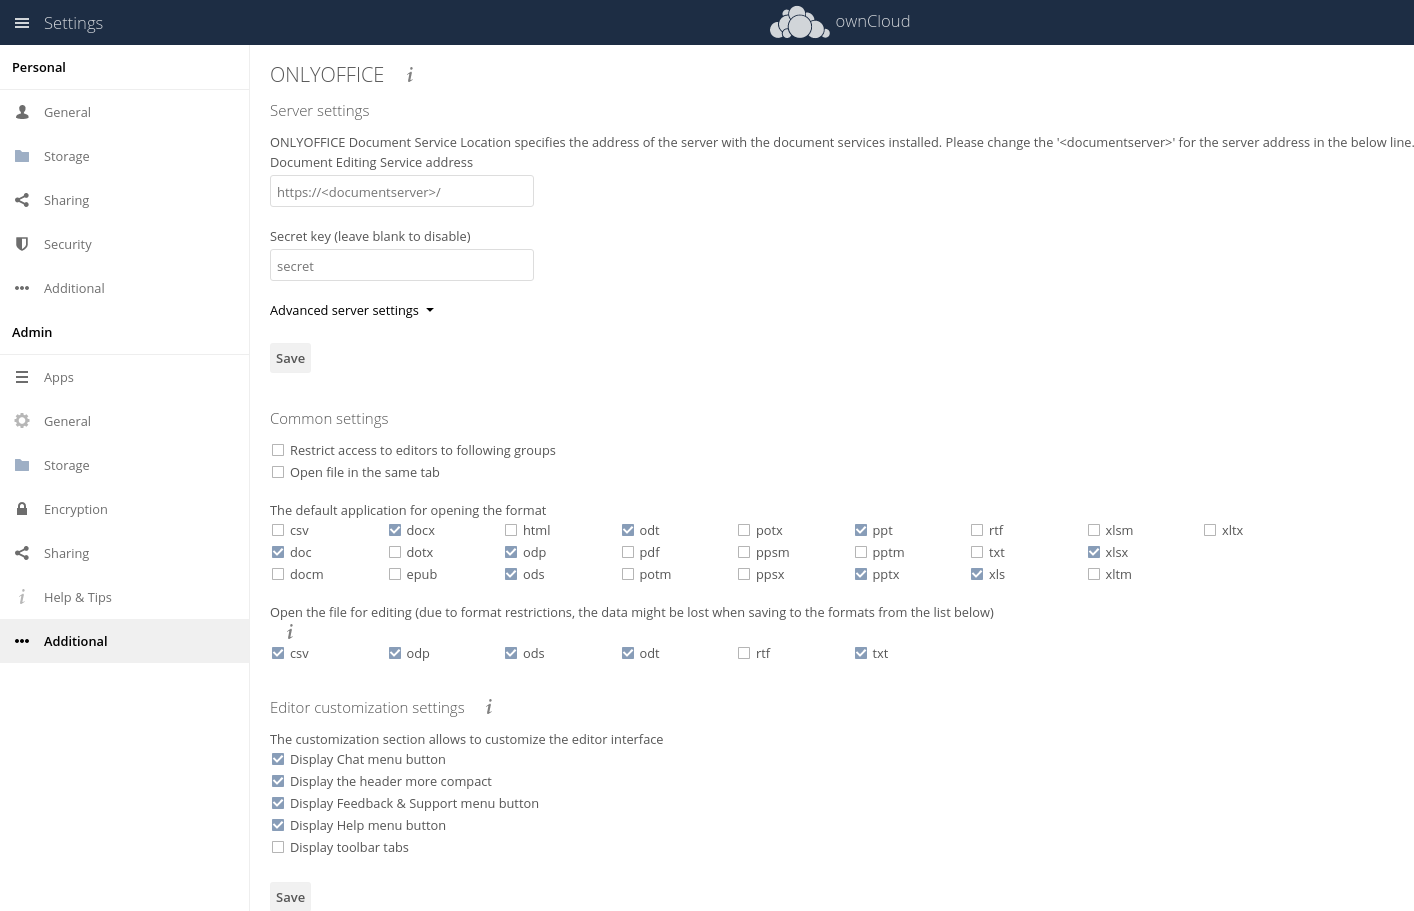 Settings
ownCloud
Personal
General
Storage
Sharing
Security
Additional
Admin
Apps
General
Storage
Encryption
Sharing
Help & Tips
Additional
ONLYOFFICE
Server settings
ONLYOFFICE Document Service Location specifies the address of the server with the document services installed. Please change the '<documentserver>' for the server address in the below line.
Document Editing Service address
https://<documentserver>/
Secret key (leave blank to disable)
secret
Advanced server settings
Save
Common settings
Restrict access to editors to following groups
Open file in the same tab
The default application for opening the format
csv docx html odt potx ppt rtf xlsm xltx
doc dotx odp pdf ppsm pptm txt xlsx
docm epub ods potm ppsx pptx xls xltm
Open the file for editing (due to format restrictions, the data might be lost when saving to the formats from the list below)
csv odp ods odt rtf txt
Editor customization settings
The customization section allows to customize the editor interface
Display Chat menu button
Display the header more compact
Display Feedback & Support menu button
Display Help menu button
Display toolbar tabs
Save